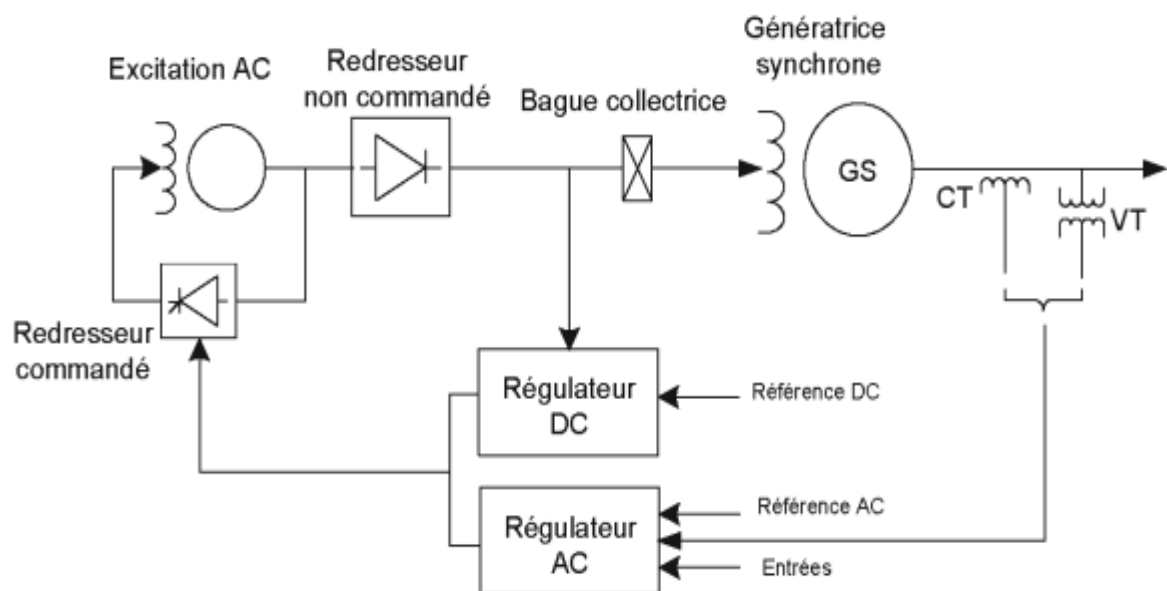 Génératrice
synchrone
Excitation AC
Redresseur
non commandé
Bague collectrice
GS
CT
VT
Redresseur
commandé
Régulateur
DC
Référence DC
Régulateur
AC
Référence AC
Entrées